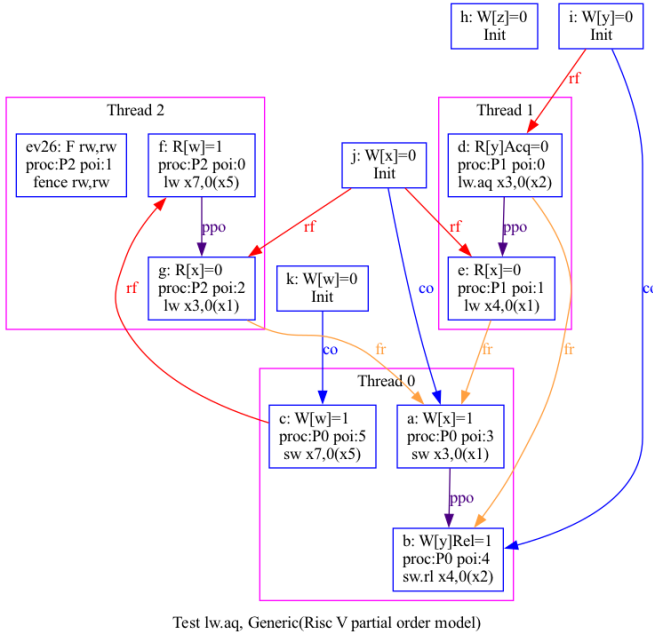 h: W[z]=0
Init
i: W[y]=0
Init
Thread 2
Thread 1
rf
ev26: F rw,rw
proc:P2 poi:1
fence rw,rw
f: R[w]=1
proc:P2 poi:0
lw x7,0(x5)
j: W[x]=0
Init
d: R[y]Acq=0
proc:P1 poi:0
lw.aq x3,0(x2)
ppo
rf
rf
ppo
g: R[x]=0
proc:P2 poi:2
lw x3,0(x1)
k: W[w]=0
Init
e: R[x]=0
proc:P1 poi:1
lw x4,0(x1)
rf
co
co
co
fr
fr
fr
Thread 0
c: W[w]=1
proc:P0 poi:5
sw x7,0(x5)
a: W[x]=1
proc:P0 poi:3
sw x3,0(x1)
ppo
b: W[y]Rel=1
proc:P0 poi:4
sw.rl x4,0(x2)
Test lw.aq, Generic(Risc V partial order model)